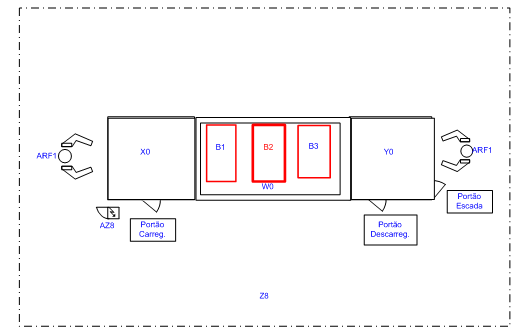 B1
B2
B3
X0
Y0
ARF1
ARF1
W0
Portão
Escada
AZ8
Portão
Carreg.
Portão
Descarreg.
Z8